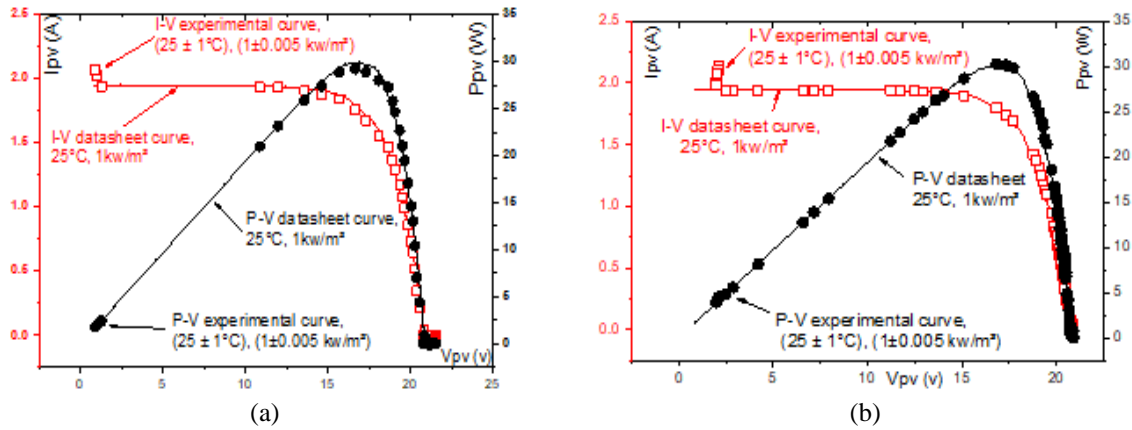 I-V experimental curve,
(25 ± 1°C), (1±0.005 kw/m²)
I-V datasheet curve,
25°C, 1kw/m²
P-V datasheet curve,
25°C, 1kw/m²
P-V experimental curve,
(25 ± 1°C), (1±0.005 kw/m²)
Ipv (A)
2.5
2.0
1.5
1.0
0.5
0.0
Ppv (W)
35
30
25
20
15
10
5
0
0 5 10 15 20 25
Vpv (v)
(a)
I-V experimental curve,
(25 ± 1°C), (1±0.005 kw/m²)
I-V datasheet curve,
25°C, 1kw/m²
P-V datasheet
25°C, 1kw/m²
P-V experimental curve,
(25 ± 1°C), (1±0.005 kw/m²)
Ipv (A)
2.5
2.0
1.5
1.0
0.5
0.0
Ppv (W)
35
30
25
20
15
10
5
0
0 5 10 15 20
Vpv (v)
(b)